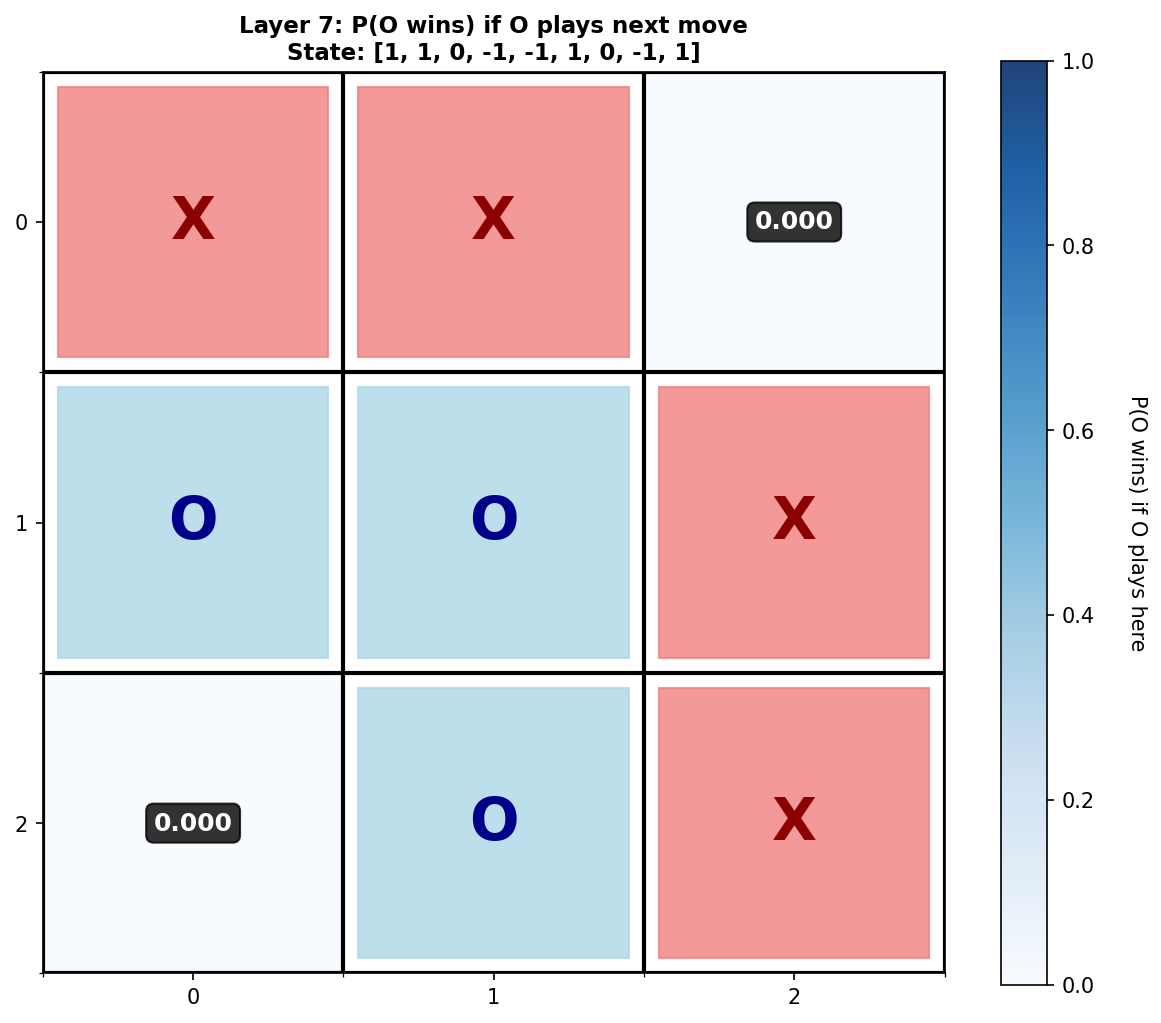 Layer 7: P(O wins) if O plays next move
State: [1, 1, 0, -1, -1, 1, 0, -1, 1]
0
X
X
0.000
1
O
O
X
2
0.000
O
X
0
1
2
1.0
0.8
0.6
0.4
0.2
0.0
P(O wins) if O plays here